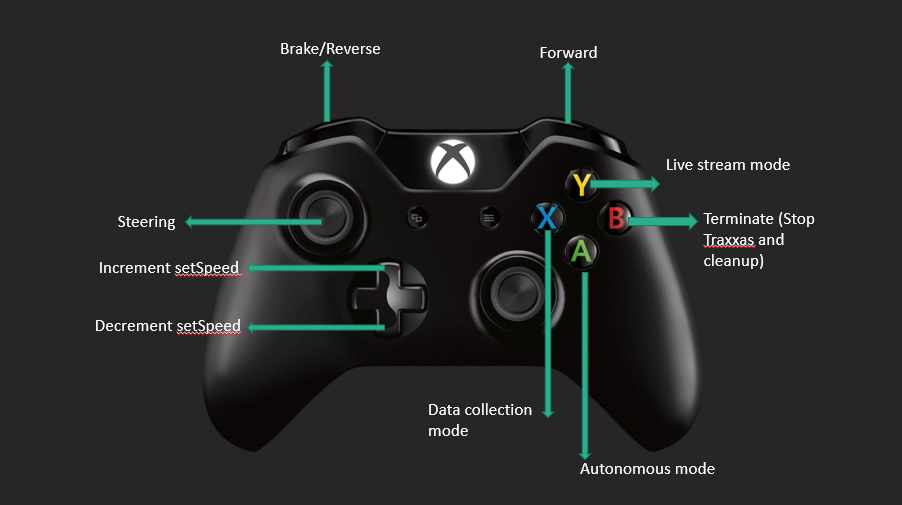 Brake/Reverse
Forward
Live stream mode
Y
Steering
X
B
Terminate (Stop
Traxxas and
cleanup)
A
Increment setSpeed
Decrement setSpeed
Data collection
mode
Autonomous mode